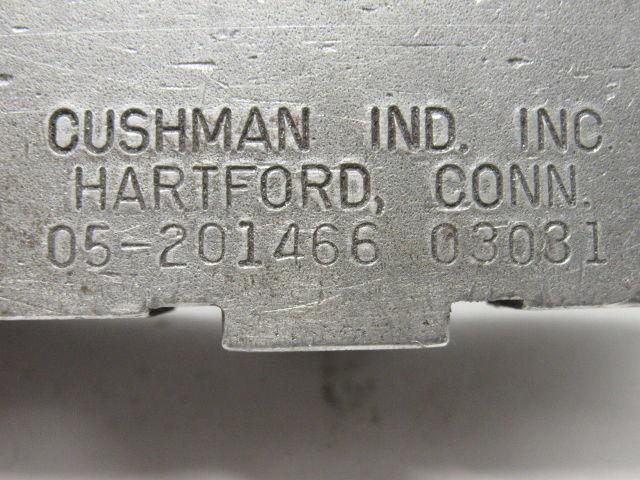 CUSHMAN IND. INC.
HARTFORD, CONN.
05-201466 03081